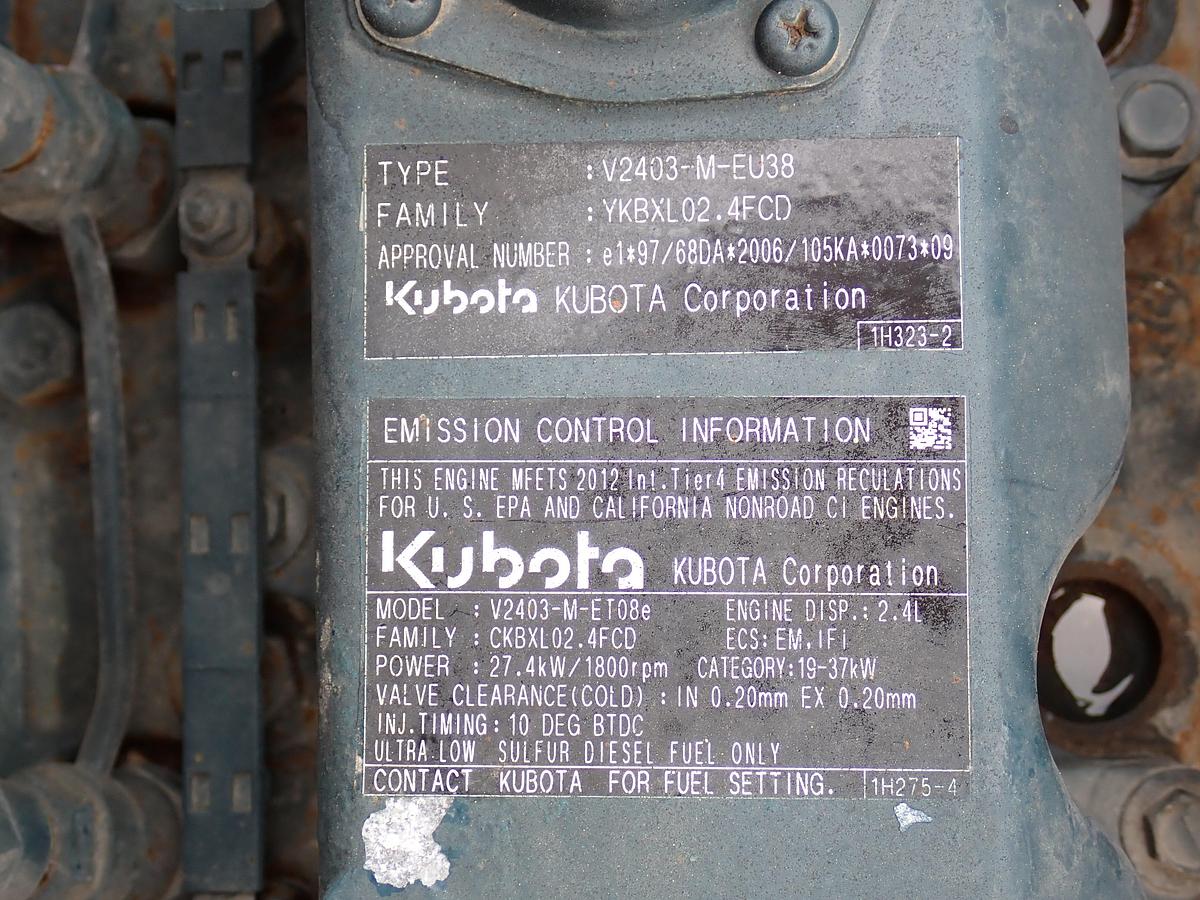 TYPE : V2403-M-EU38
FAMILY : YKBXL02.4FCD
APPROVAL NUMBER : e1*97/68DA*2006/105KA*0073*09
Kubota KUBOTA Corporation
1H323-2
EMISSION CONTROL INFORMATION
THIS ENGINE MEETS 2012 Int.Tier4 EMISSION REGULATIONS
FOR U. S. EPA AND CALIFORNIA NONROAD CI ENGINES.
Kubota KUBOTA Corporation
MODEL : V2403-M-ET08e ENGINE DISP.: 2.4L
FAMILY : CKBXL02.4FCD ECS: EM, IFi
POWER : 27.4kW/1800rpm CATEGORY:19-37kW
VALVE CLEARANCE(COLD) : IN 0.20mm EX 0.20mm
INJ.TIMING: 10 DEG BTDC
ULTRA LOW SULFUR DIESEL FUEL ONLY
CONTACT KUBOTA FOR FUEL SETTING.
1H275-4